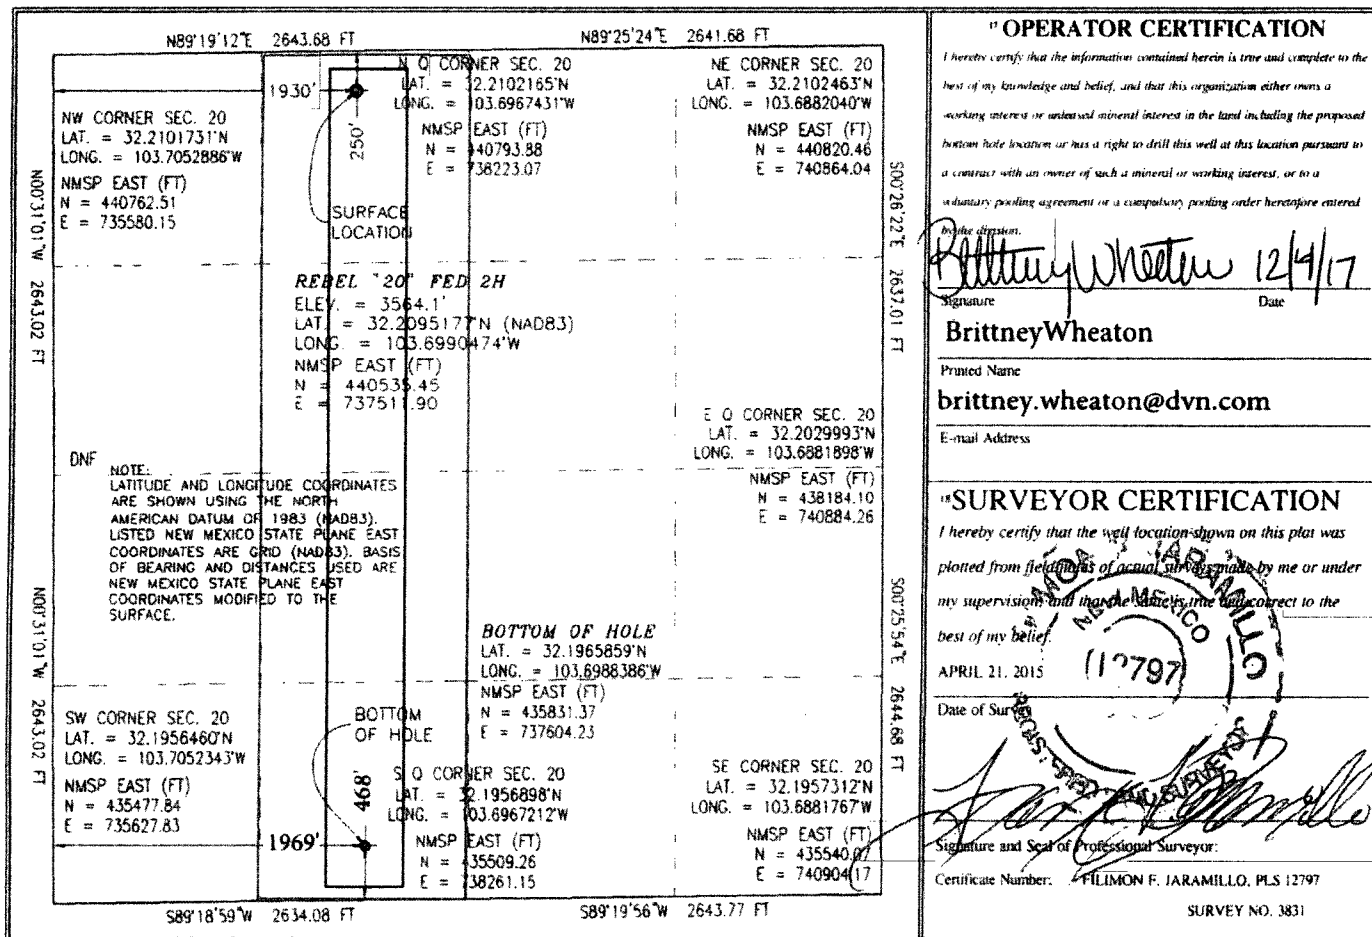 N89°19'12"E 2643.68 FT
N89°25'24"E 2641.68 FT
NW CORNER SEC. 20
LAT. = 32.2101731°N
LONG. = 103.7052886°W
NMSP EAST (FT)
N = 440762.51
E = 735580.15
1930'
250'
SURFACE
LOCATION
N Q CORNER SEC. 20
LAT. = 32.2102165°N
LONG. = 103.6967431°W
NMSP EAST (FT)
N = 440793.88
E = 738223.07
NE CORNER SEC. 20
LAT. = 32.2102463°N
LONG. = 103.6882040°W
NMSP EAST (FT)
N = 440820.46
E = 740864.04
N00°31'01"W 2643.02 FT
S00°26'22"E 2637.01 FT
REBEL "20" FED 2H
ELEV. = 3564.1'
LAT. = 32.2095177°N (NAD83)
LONG. = 103.6990474°W
NMSP EAST (FT)
N = 440535.45
E = 737511.90
DNF
NOTE:
LATITUDE AND LONGITUDE COORDINATES
ARE SHOWN USING THE NORTH
AMERICAN DATUM OF 1983 (NAD83).
LISTED NEW MEXICO STATE PLANE EAST
COORDINATES ARE GRID (NAD83). BASIS
OF BEARING AND DISTANCES USED ARE
NEW MEXICO STATE PLANE EAST
COORDINATES MODIFIED TO THE
SURFACE.
E Q CORNER SEC. 20
LAT. = 32.2029993°N
LONG. = 103.6881898°W
NMSP EAST (FT)
N = 438184.10
E = 740884.26
N00°31'01"W 2643.02 FT
S00°25'54"E 2644.68 FT
BOTTOM OF HOLE
LAT. = 32.1965859°N
LONG. = 103.6988386°W
NMSP EAST (FT)
N = 435831.37
E = 737604.23
SW CORNER SEC. 20
LAT. = 32.1956460°N
LONG. = 103.7052343°W
NMSP EAST (FT)
N = 435477.84
E = 735627.83
BOTTOM
OF HOLE
468'
1969'
S Q CORNER SEC. 20
LAT. = 32.1956898°N
LONG. = 103.6967212°W
NMSP EAST (FT)
N = 435509.26
E = 738261.15
SE CORNER SEC. 20
LAT. = 32.1957312°N
LONG. = 103.6881767°W
NMSP EAST (FT)
N = 435540.07
E = 740904.17
S89°18'59"W 2634.08 FT
S89°19'56"W 2643.77 FT
17 OPERATOR CERTIFICATION
I hereby certify that the information contained herein is true and complete to the
best of my knowledge and belief, and that this organization either owns a
working interest or unleased mineral interest in the land including the proposed
bottom hole location or has a right to drill this well at this location pursuant to
a contract with an owner of such a mineral or working interest, or to a
voluntary pooling agreement or a compulsory pooling order heretofore entered
by the division.
Brittney Wheaton 12/4/17
Signature Date
BrittneyWheaton
Printed Name
brittney.wheaton@dvn.com
E-mail Address
18 SURVEYOR CERTIFICATION
I hereby certify that the well location shown on this plat was
plotted from field notes of actual surveys made by me or under
my supervision, and that the same is true and correct to the
best of my belief.
APRIL 21, 2015
Date of Survey
JARAMILLO
NEW MEXICO
12797
Signature and Seal of Professional Surveyor:
Certificate Number: FILIMON F. JARAMILLO, PLS 12797
SURVEY NO. 3831